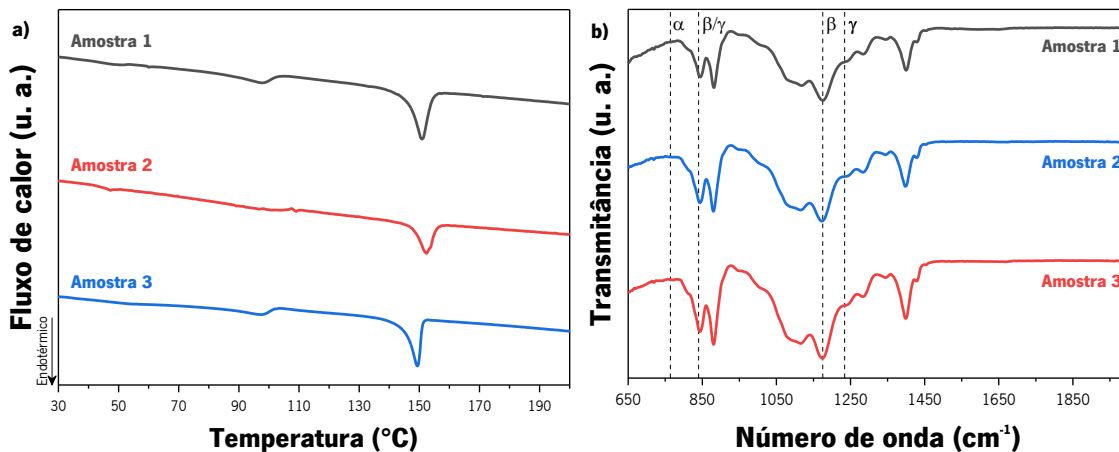 a)
Amostra 1
Amostra 2
Amostra 3
Fluxo de calor (u. a.)
Endotérmico
30 50 70 90 110 130 150 170 190
Temperatura (°C)
b)
α β/γ β γ
Amostra 1
Amostra 2
Amostra 3
Transmitância (u. a.)
650 850 1050 1250 1450 1650 1850
Número de onda (cm⁻¹)